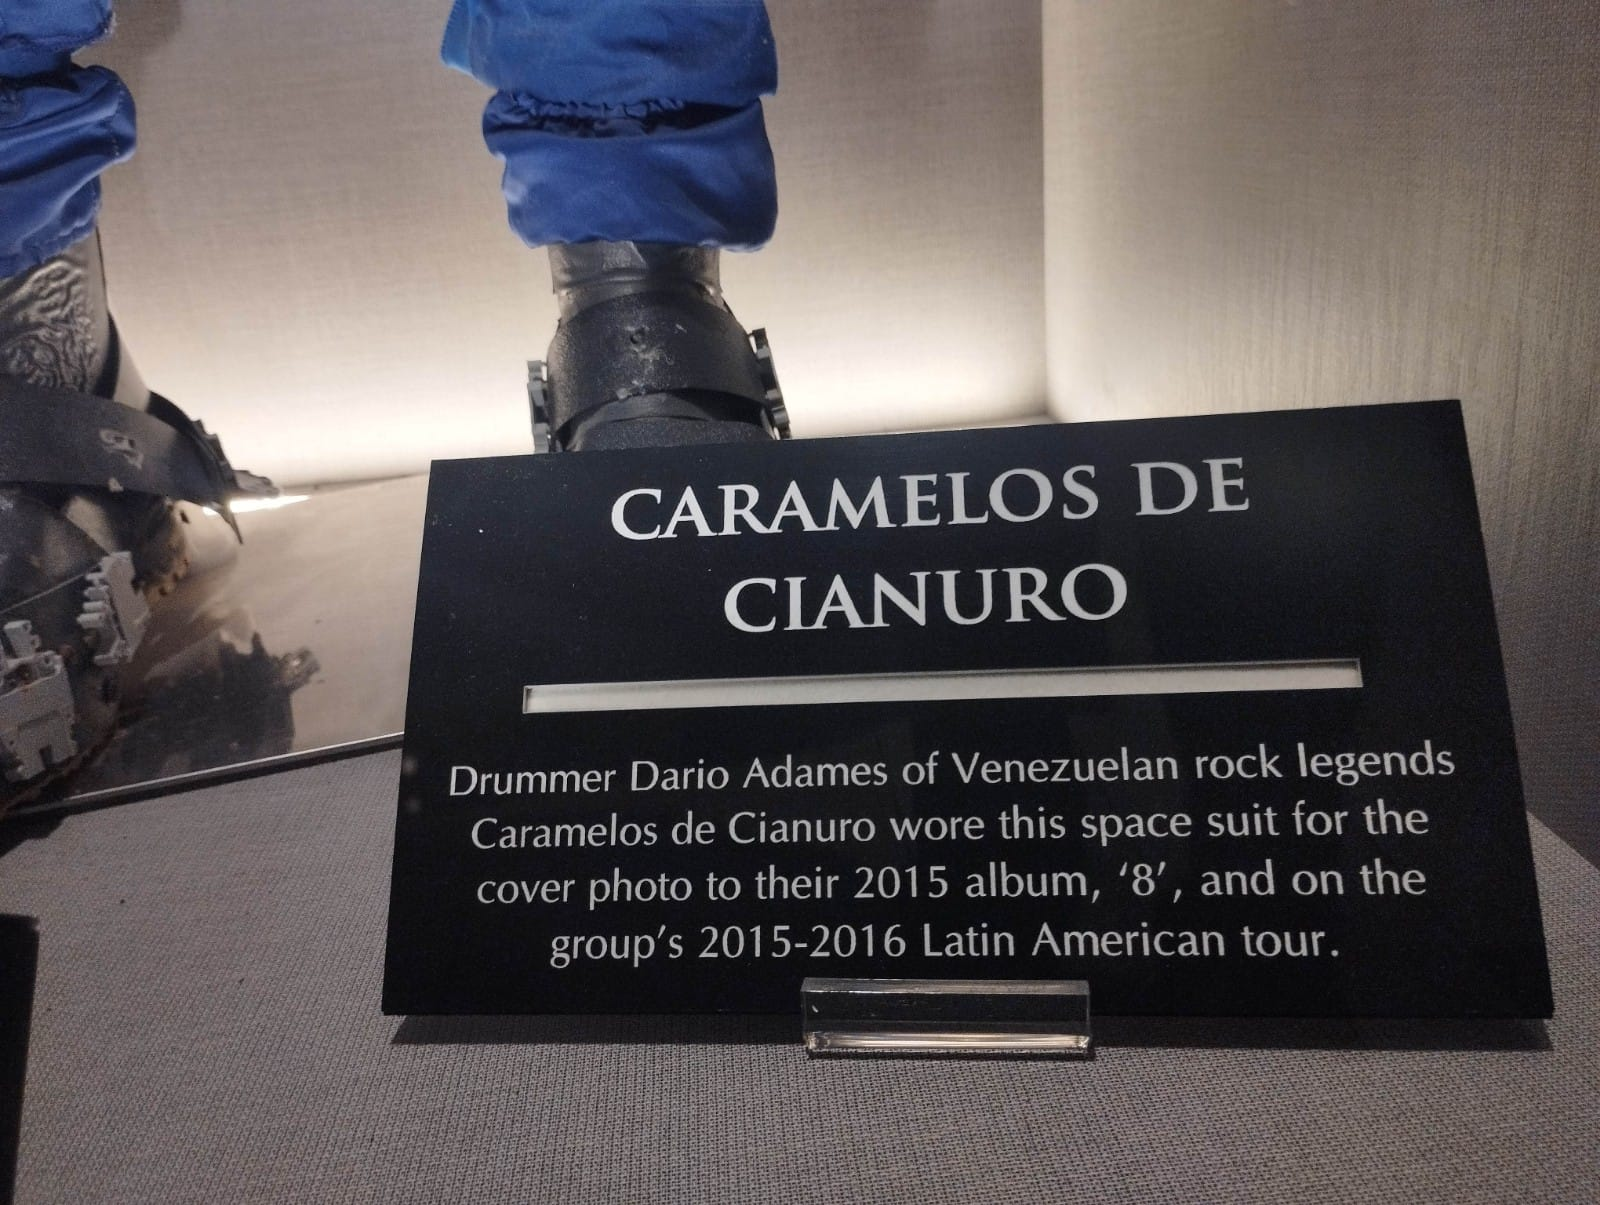 CARAMELOS DE
CIANURO
Drummer Dario Adames of Venezuelan rock legends
Caramelos de Cianuro wore this space suit for the
cover photo to their 2015 album, ‘8’, and on the
group’s 2015-2016 Latin American tour.